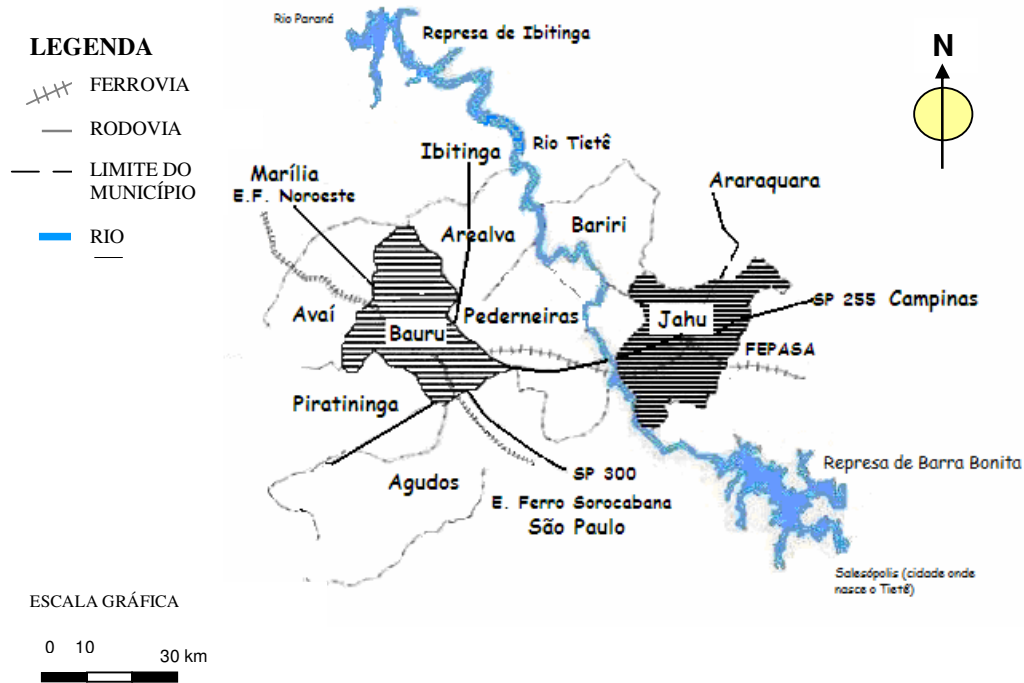 Rio Paraná
Represa de Ibitinga
LEGENDA
N
FERROVIA
RODOVIA
Rio Tietê
Ibitinga
LIMITE DO
MUNICÍPIO
Marília
E.F. Noroeste
Araraquara
RIO
Arealva
Bariri
Avaí
Bauru
Pederneiras
Jahu
SP 255 Campinas
FEPASA
Piratininga
Agudos
SP 300
E. Ferro Sorocabana
São Paulo
Represa de Barra Bonita
Salesópolis (cidade onde
nasce o Tietê)
ESCALA GRÁFICA
0 10 30 km